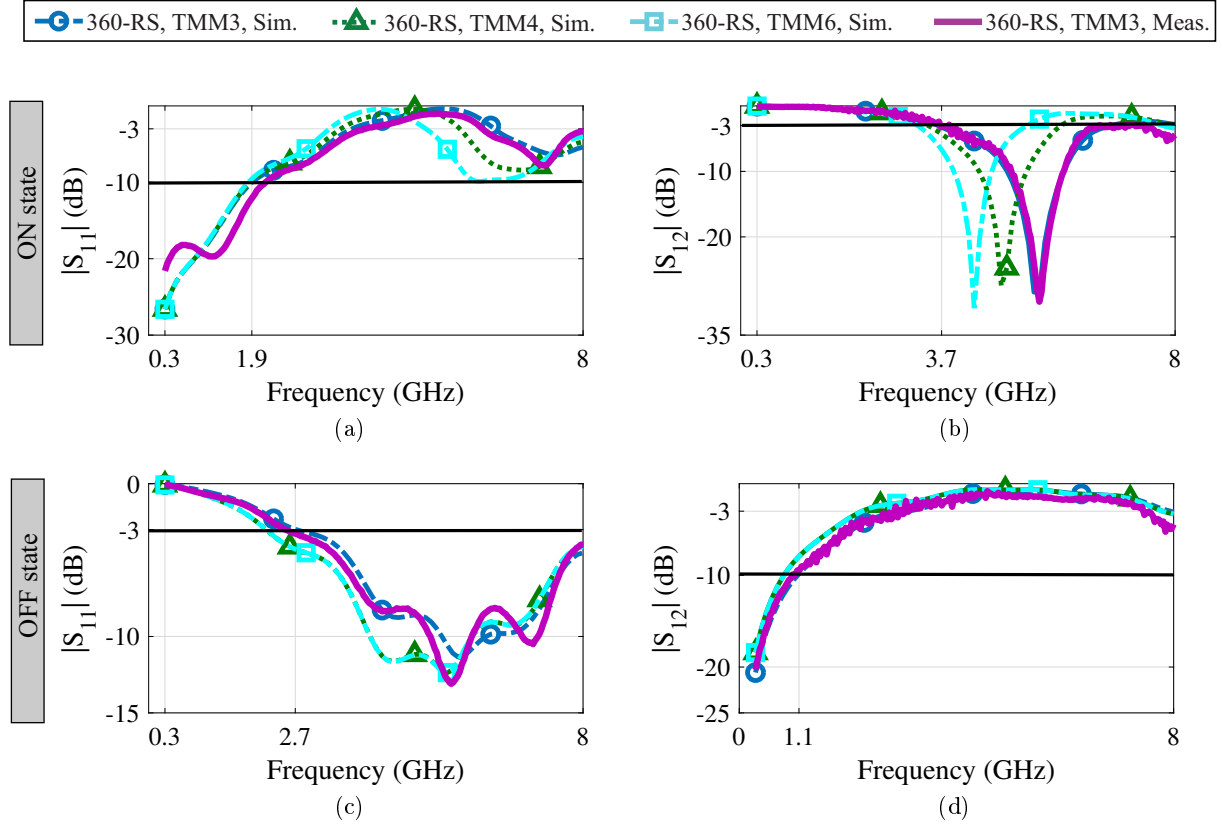 360-RS, TMM3, Sim. 360-RS, TMM4, Sim. 360-RS, TMM6, Sim. 360-RS, TMM3, Meas.
ON state
|S11| (dB)
-3
-10
-20
-30
0.3 1.9 8
Frequency (GHz)
(a)
|S12| (dB)
-3
-10
-20
-35
0.3 3.7 8
Frequency (GHz)
(b)
OFF state
|S11| (dB)
0
-3
-10
-15
0.3 2.7 8
Frequency (GHz)
(c)
|S12| (dB)
-3
-10
-20
-25
0 1.1 8
Frequency (GHz)
(d)